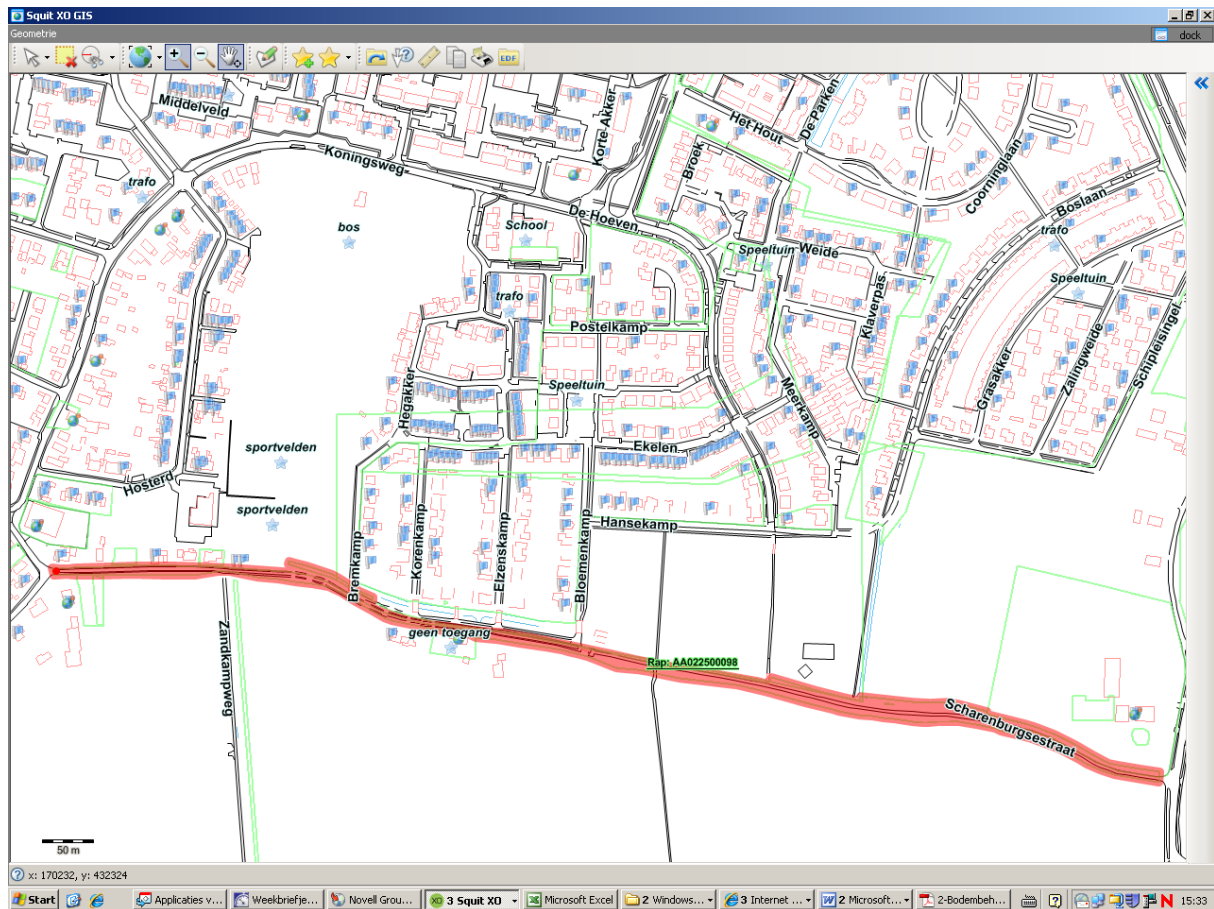 Squit XO GIS
Geometrie
dock
EDF
Middelveld
Koningsweg
Korte Akker
Het Hout
De Parken
Broek
trafo
De Hoeven
Coorninglaan
Boslaan
bos
School
trafo
Speeltuin
Weide
Speeltuin
trafo
Klaverpas
Postelkamp
Speeltuin
Hegakker
Meerkamp
Grasakker
Zalingweide
Schipleisingel
Ekelen
sportvelden
Hosterd
sportvelden
Hansekamp
Bremkamp
Korenkamp
Elzenskamp
Bloemenkamp
geen toegang
Zandkampweg
Rap: AA022500098
Scharenburgsestraat
50 m
x: 170232, y: 432324
Start
Applicaties v...
Weekbriefje...
Novell Grou...
XO
3 Squit XO
Microsoft Excel
2 Windows...
3 Internet ...
2 Microsoft...
2-Bodembeh...
15:33